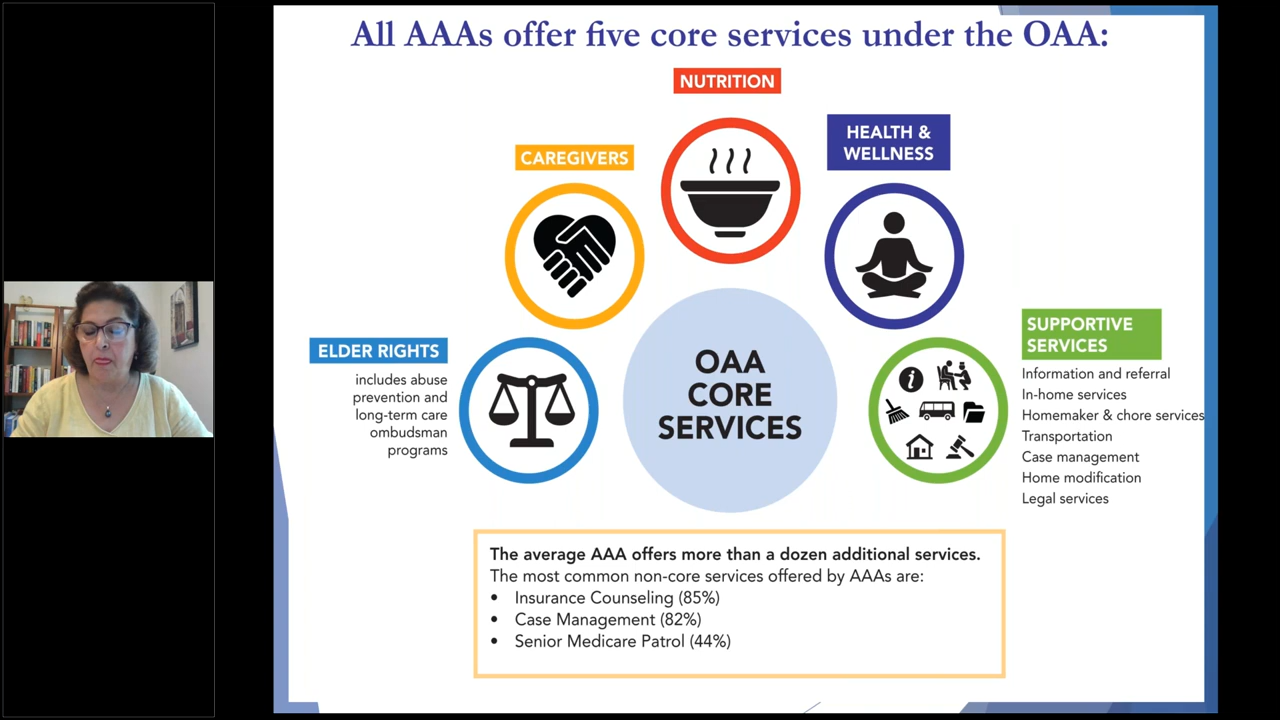 All AAAs offer five core services under the OAA:
NUTRITION
HEALTH &
WELLNESS
CAREGIVERS
ELDER RIGHTS
includes abuse
prevention and
long-term care
ombudsman
programs
OAA
CORE
SERVICES
SUPPORTIVE
SERVICES
Information and referral
In-home services
Homemaker & chore services
Transportation
Case management
Home modification
Legal services
The average AAA offers more than a dozen additional services.
The most common non-core services offered by AAAs are:
• Insurance Counseling (85%)
• Case Management (82%)
• Senior Medicare Patrol (44%)